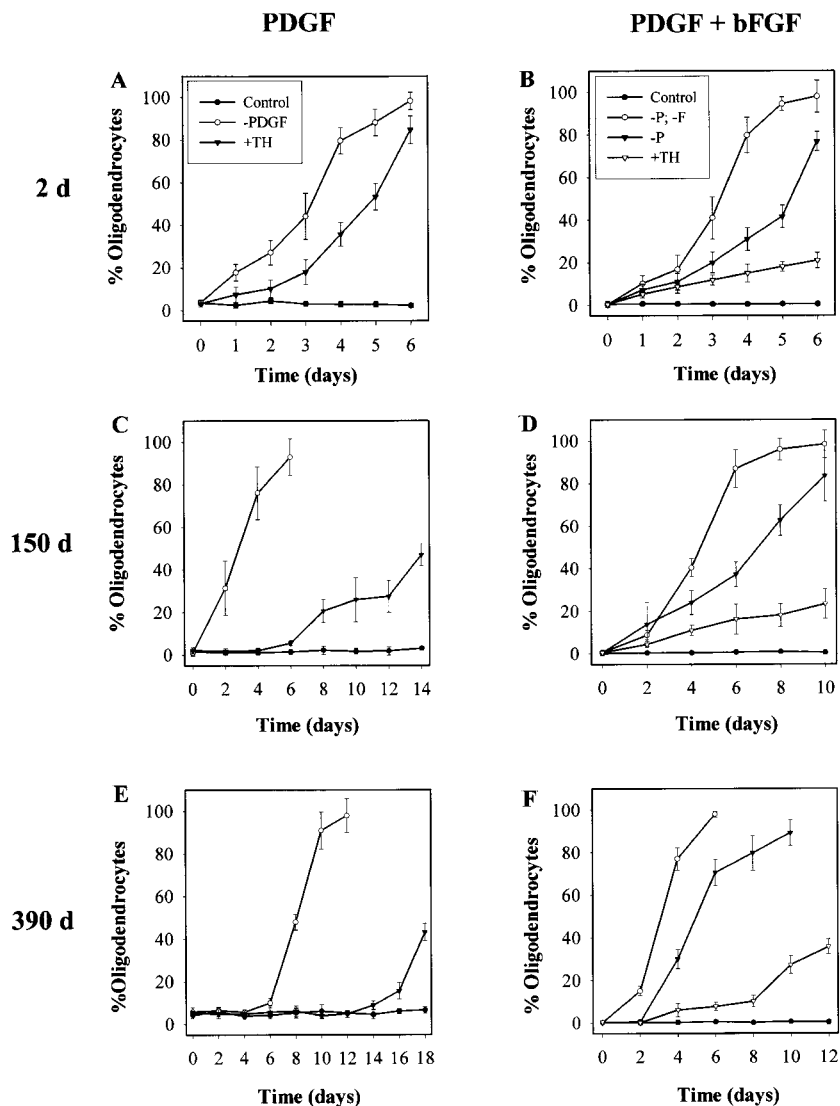 PDGF
PDGF + bFGF
2 d
A
% Oligodendrocytes
100
80
60
40
20
0
Control
-PDGF
+TH
0 1 2 3 4 5 6
Time (days)
B
% Oligodendrocytes
100
80
60
40
20
0
Control
-P; -F
-P
+TH
0 1 2 3 4 5 6
Time (days)
150 d
C
% Oligodendrocytes
100
80
60
40
20
0
0 2 4 6 8 10 12 14
Time (days)
D
% Oligodendrocytes
100
80
60
40
20
0
0 2 4 6 8 10
Time (days)
390 d
E
%Oligodendrocytes
100
80
60
40
20
0
0 2 4 6 8 10 12 14 16 18
Time (days)
F
% Oligodendrocytes
100
80
60
40
20
0
0 2 4 6 8 10 12
Time (days)